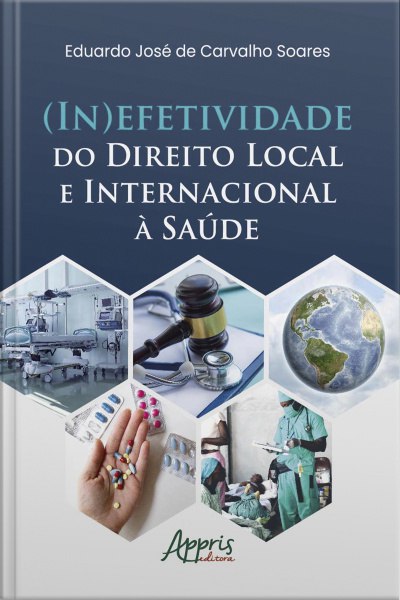 Eduardo José de Carvalho Soares
(IN)EFETIVIDADE
DO DIREITO LOCAL
E INTERNACIONAL
À SAÚDE
Appris
editora